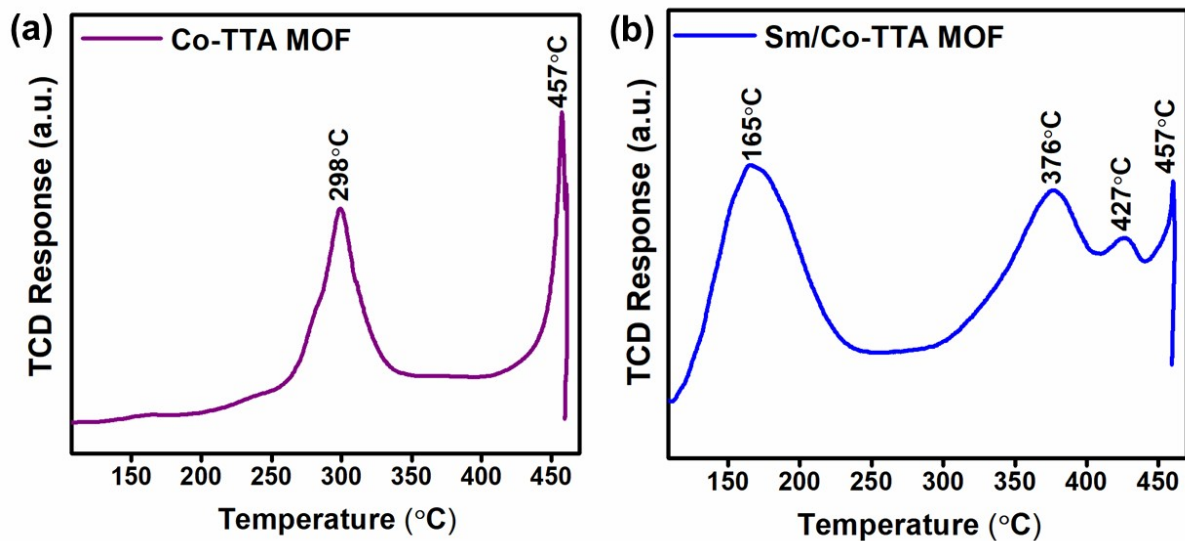 (a)
Co-TTA MOF
457°C
298°C
TCD Response (a.u.)
150 200 250 300 350 400 450
Temperature (°C)
(b)
Sm/Co-TTA MOF
165°C
376°C
427°C
457°C
TCD Response (a.u.)
150 200 250 300 350 400 450
Temperature (°C)